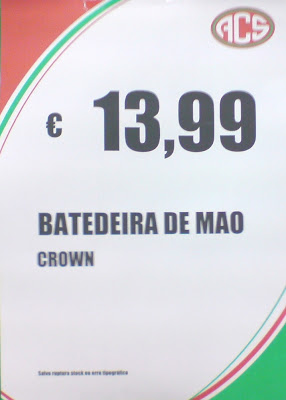 ACS
€ 13,99
BATEDEIRA DE MAO
CROWN
Salvo ruptura stock ou erro tipográfico